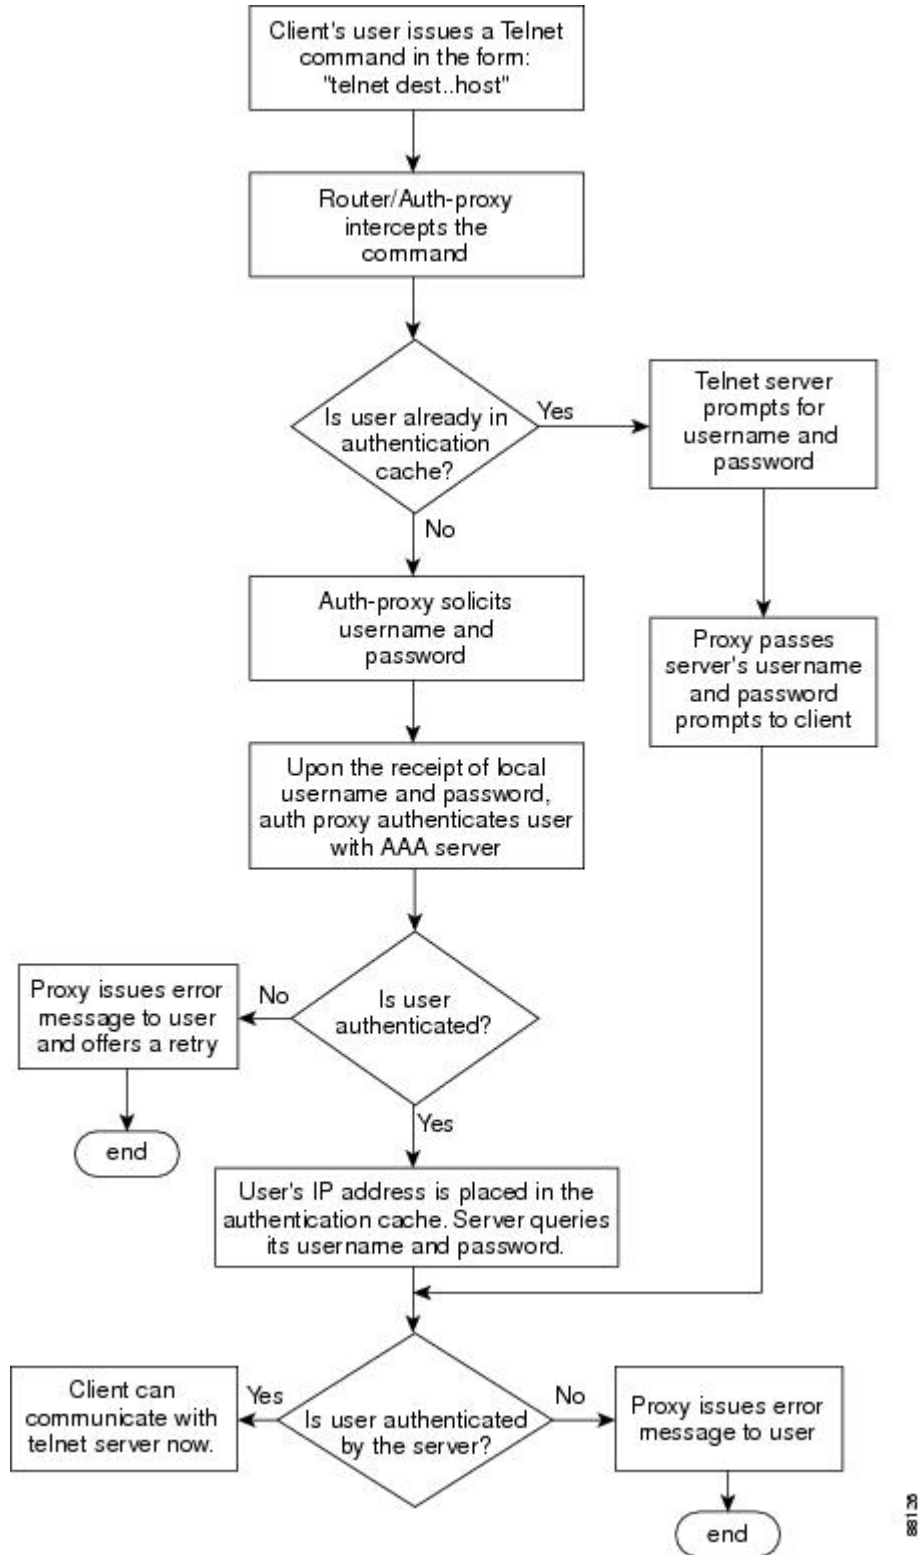 Client's user issues a Telnet
command in the form:
"telnet dest..host"
Router/Auth-proxy
intercepts the
command
Is user already in
authentication
cache?
Yes
Telnet server
prompts for
username and
password
No
Auth-proxy solicits
username and
password
Proxy passes
server's username
and password
prompts to client
Upon the receipt of local
username and password,
auth proxy authenticates user
with AAA server
Proxy issues error
message to user
and offers a retry
No
Is user
authenticated?
end
Yes
User's IP address is placed in the
authentication cache. Server queries
its username and password.
Client can
communicate with
telnet server now.
Yes
Is user authenticated
by the server?
No
Proxy issues error
message to user
end
88126